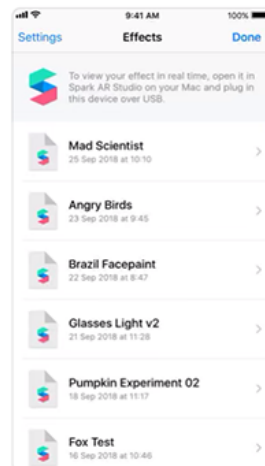 9:41 AM 100%
Settings Effects Done
To view your effect in real time, open it in
Spark AR Studio on your Mac and plug in
this device over USB.
Mad Scientist
25 Sep 2018 at 10:10
Angry Birds
23 Sep 2018 at 9:45
Brazil Facepaint
22 Sep 2018 at 8:47
Glasses Light v2
21 Sep 2018 at 11:28
Pumpkin Experiment 02
18 Sep 2018 at 11:17
Fox Test
16 Sep 2018 at 10:46